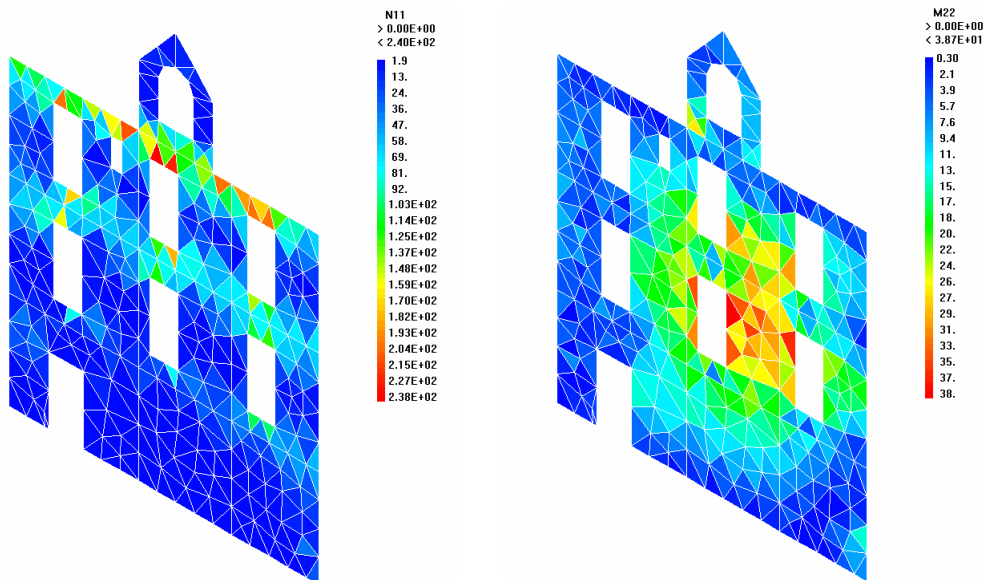 N11
> 0.00E+00
< 2.40E+02
1.9
13.
24.
36.
47.
58.
69.
81.
92.
1.03E+02
1.14E+02
1.25E+02
1.37E+02
1.48E+02
1.59E+02
1.70E+02
1.82E+02
1.93E+02
2.04E+02
2.15E+02
2.27E+02
2.38E+02
M22
> 0.00E+00
< 3.87E+01
0.30
2.1
3.9
5.7
7.6
9.4
11.
13.
15.
17.
18.
20.
22.
24.
26.
27.
29.
31.
33.
35.
37.
38.